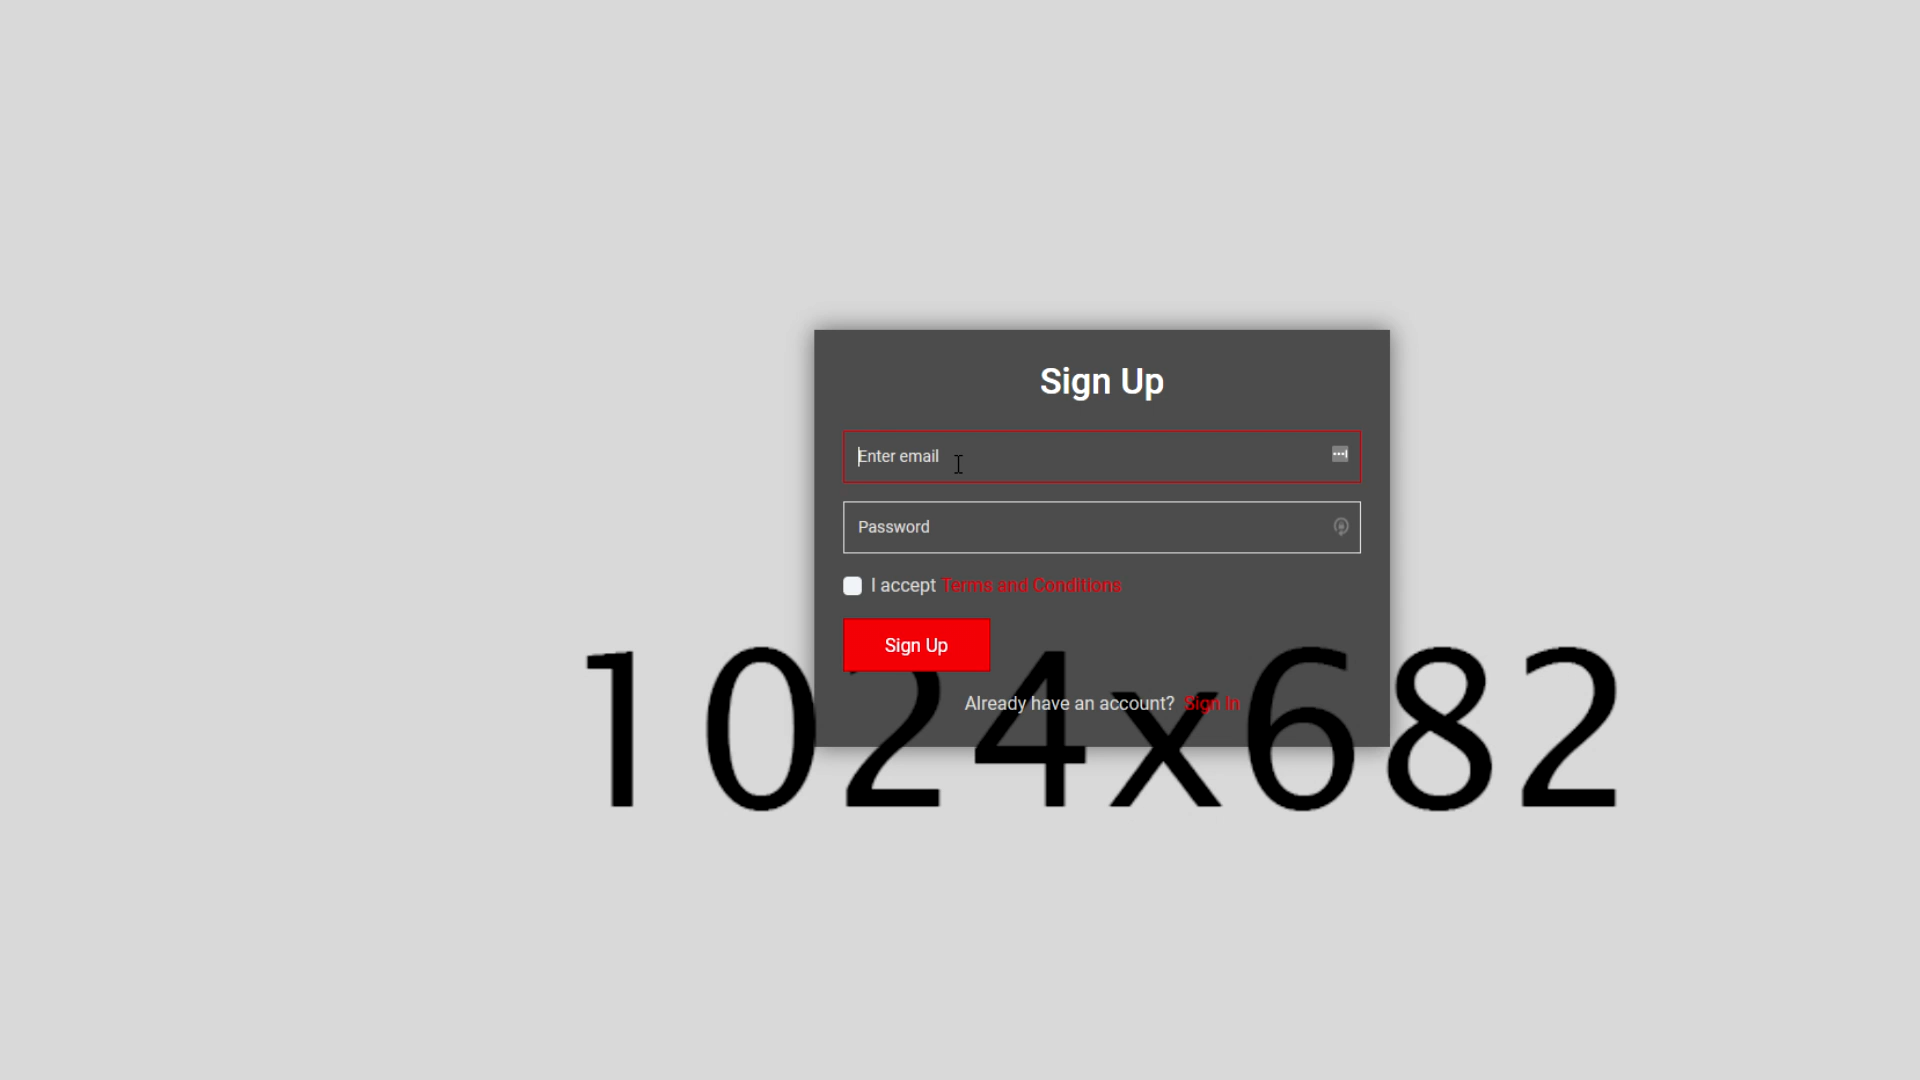 Sign Up
Enter email
Password
I accept Terms and Conditions
Sign Up
Already have an account? Sign In
1024x682